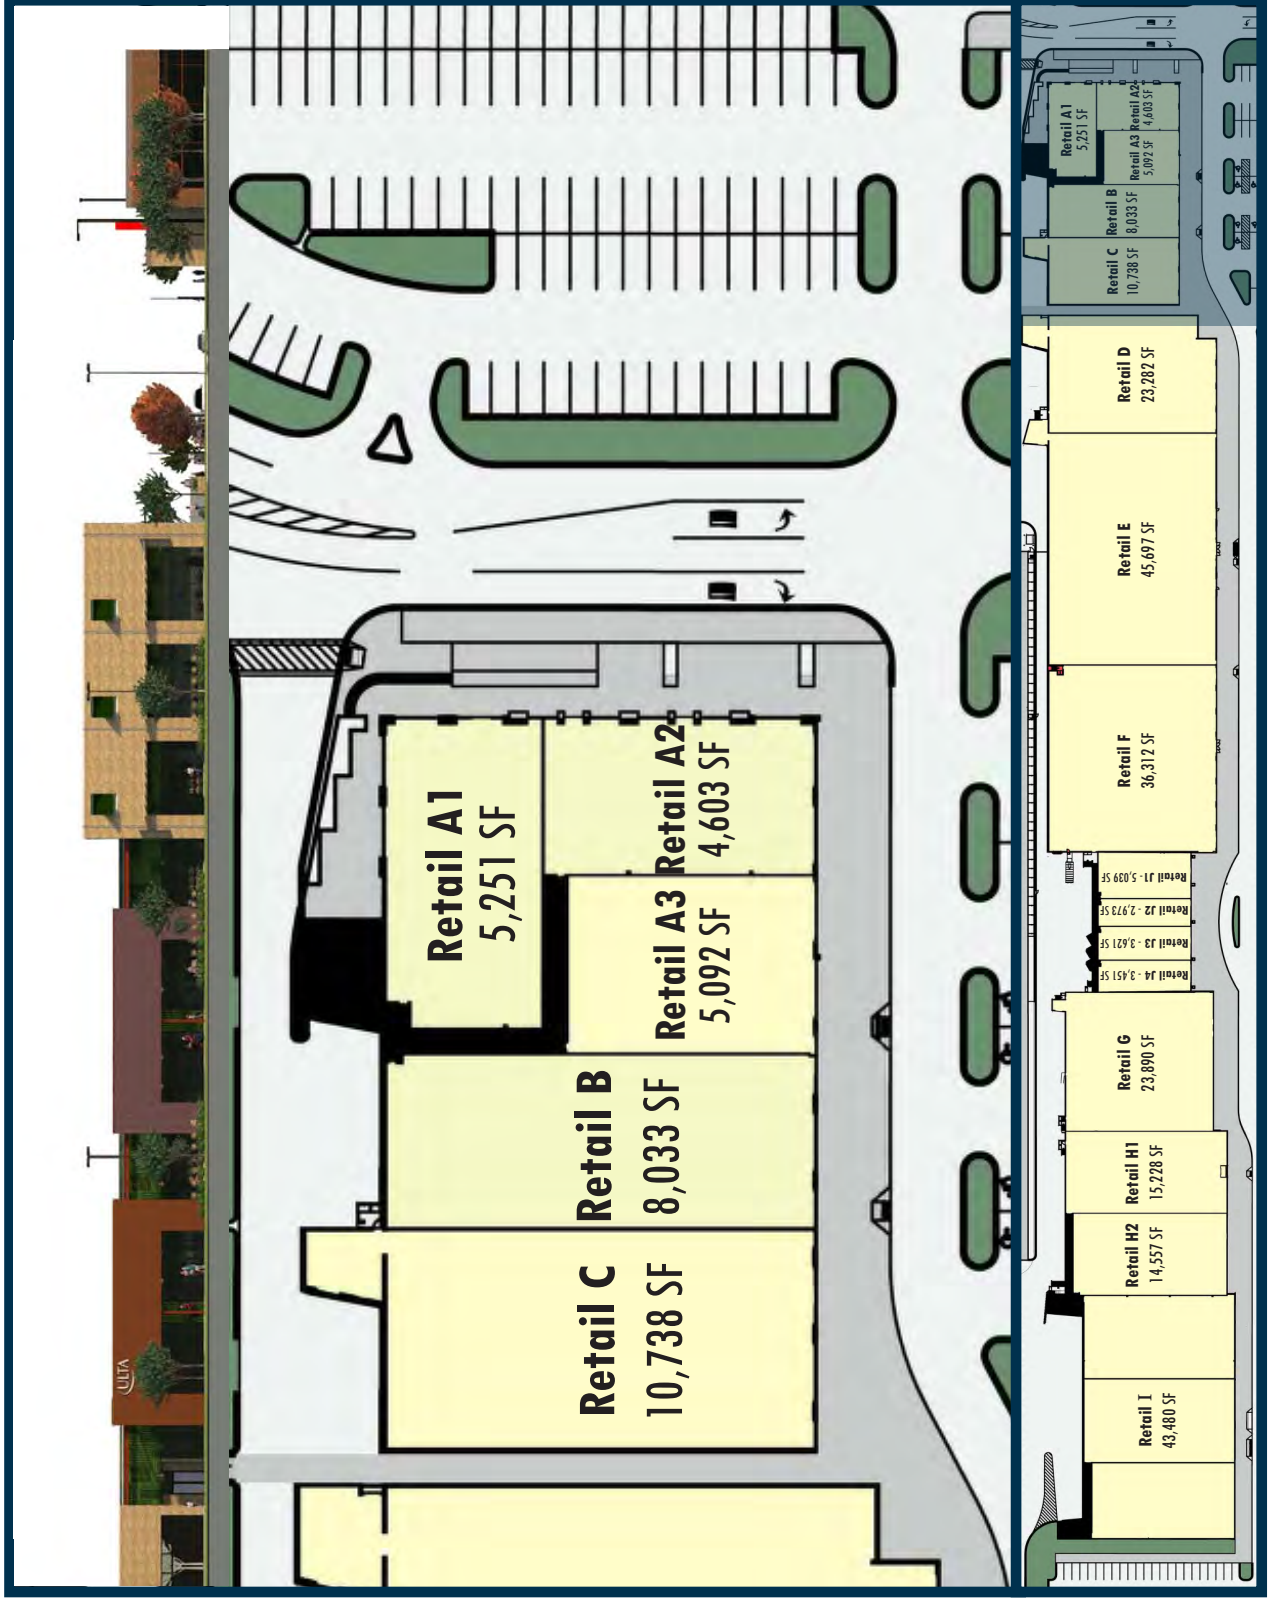 ULTA
Retail A1
5,251 SF
Retail A2
4,603 SF
Retail A3
5,092 SF
Retail B
8,033 SF
Retail C
10,738 SF
Retail A1
5,251 SF
Retail A2
4,603 SF
Retail A3
5,092 SF
Retail B
8,033 SF
Retail C
10,738 SF
Retail D
23,282 SF
Retail E
45,697 SF
Retail F
36,312 SF
Retail J1 - 5,039 SF
Retail J2 - 2,973 SF
Retail J3 - 3,621 SF
Retail J4 - 3,451 SF
Retail G
23,890 SF
Retail H1
15,228 SF
Retail H2
14,557 SF
Retail I
43,480 SF